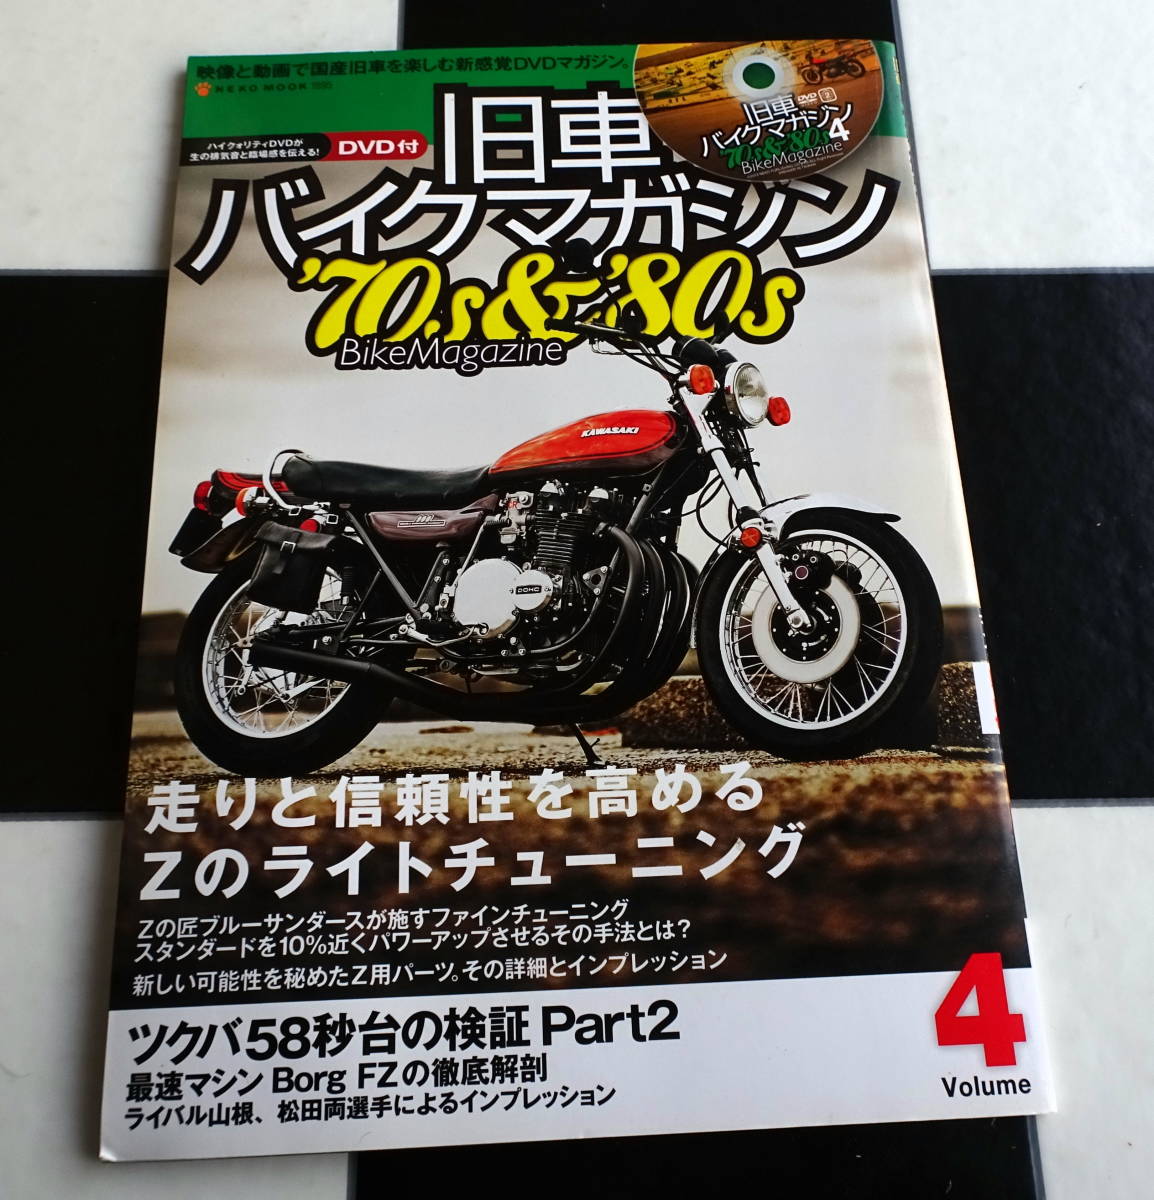 映像と動画で国産旧車を楽しむ新感覚DVDマガジン。
NEKO MOOK
ハイクォリティDVDが
生の排気音と臨場感を伝える!
DVD付
旧車
バイクマガジン
'70s&'80s
BikeMagazine
旧車
バイクマガジン
'70s&'80s 4
BikeMagazine
DVD
2
KAWASAKI
DOHC
走りと信頼性を高める
Zのライトチューニング
Zの匠ブルーサンダースが施すファインチューニング
スタンダードを10%近くパワーアップさせるその手法とは?
新しい可能性を秘めたZ用パーツ。その詳細とインプレッション
ツクバ58秒台の検証 Part2
最速マシン Borg FZの徹底解剖
ライバル山根、松田両選手によるインプレッション
4
Volume